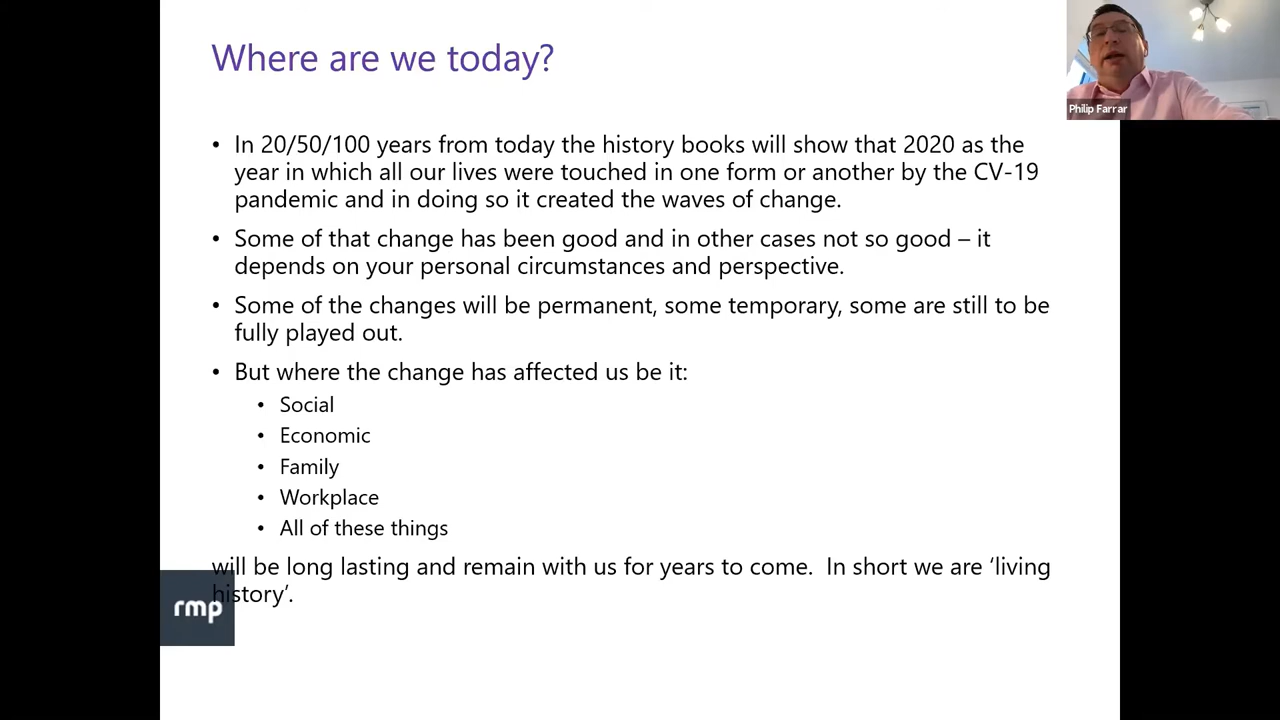 Where are we today?
Philip Farrar
• In 20/50/100 years from today the history books will show that 2020 as the
year in which all our lives were touched in one form or another by the CV-19
pandemic and in doing so it created the waves of change.
• Some of that change has been good and in other cases not so good – it
depends on your personal circumstances and perspective.
• Some of the changes will be permanent, some temporary, some are still to be
fully played out.
• But where the change has affected us be it:
• Social
• Economic
• Family
• Workplace
• All of these things
will be long lasting and remain with us for years to come.  In short we are ‘living
history’.
rmp